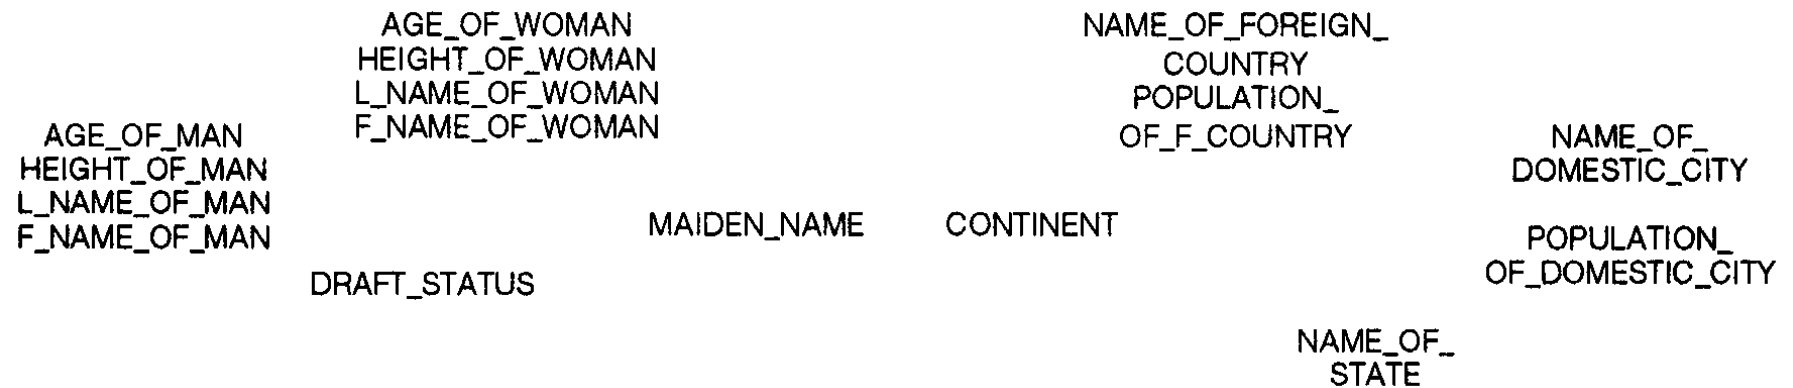 AGE_OF_WOMAN
HEIGHT_OF_WOMAN
L_NAME_OF_WOMAN
F_NAME_OF_WOMAN
NAME_OF_FOREIGN_
COUNTRY
POPULATION_
OF_F_COUNTRY
AGE_OF_MAN
HEIGHT_OF_MAN
L_NAME_OF_MAN
F_NAME_OF_MAN
NAME_OF_
DOMESTIC_CITY
MAIDEN_NAME
CONTINENT
POPULATION_
OF_DOMESTIC_CITY
DRAFT_STATUS
NAME_OF_
STATE